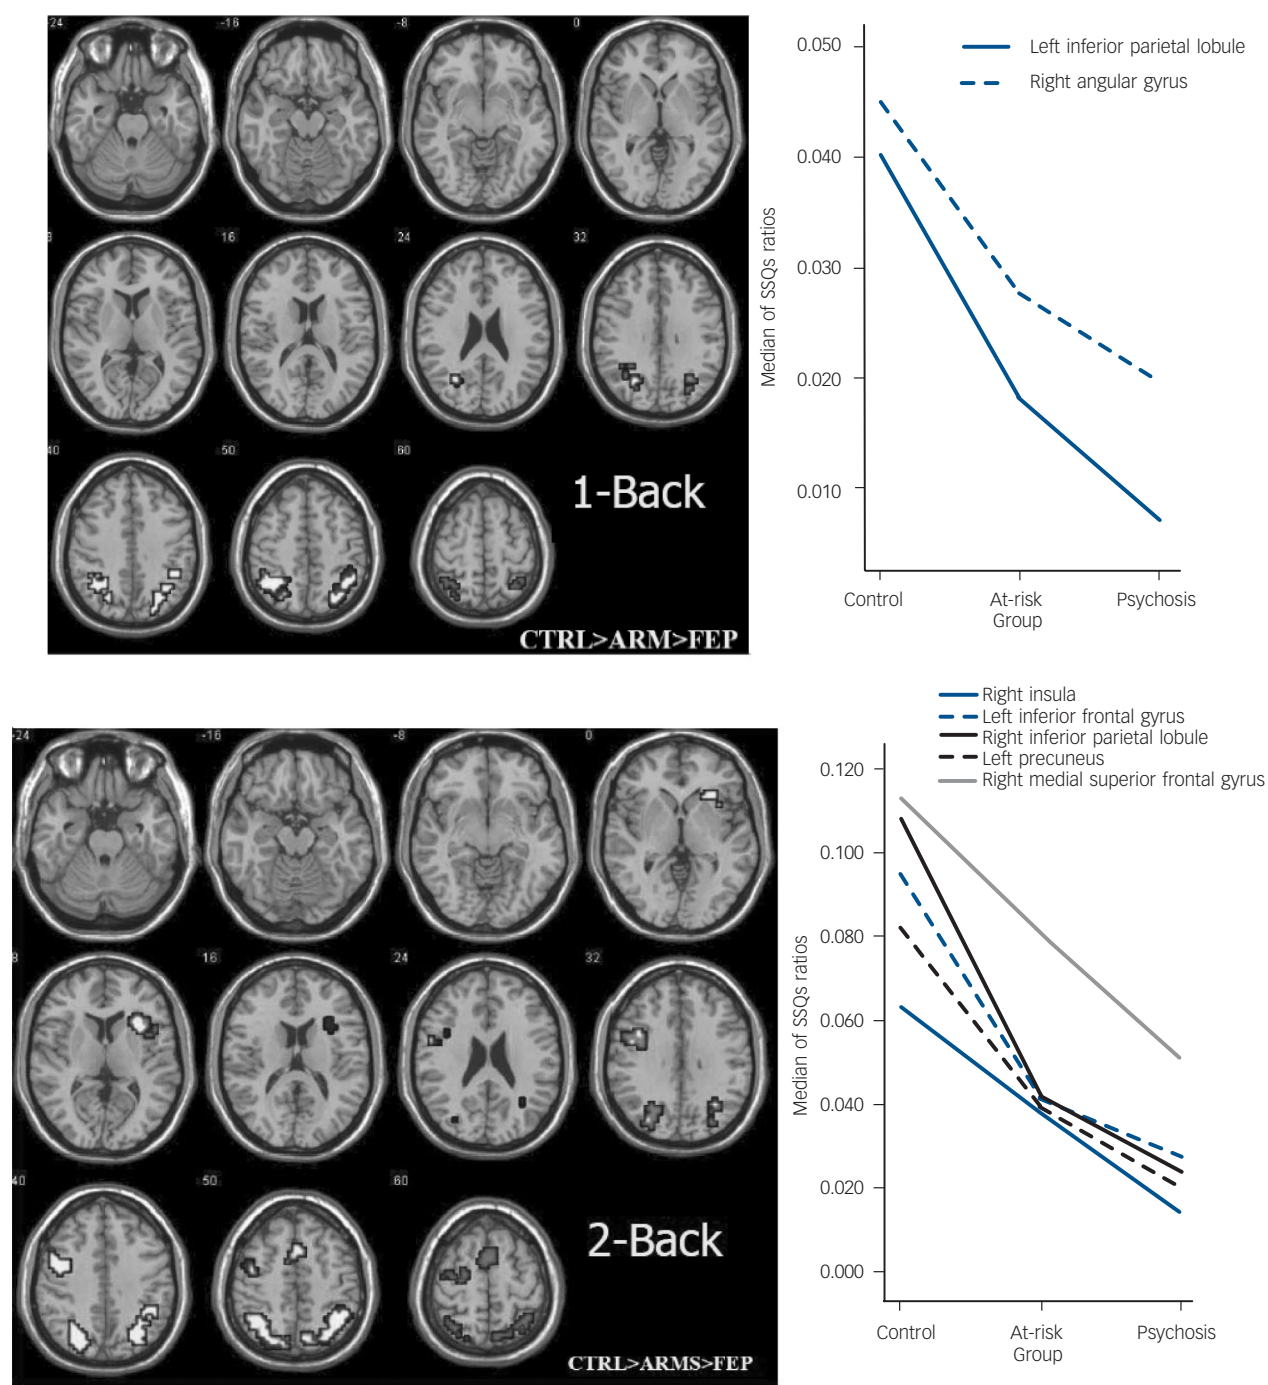 -24
-16
-8
0
8
16
24
32
40
50
60
1-Back
CTRL>ARM>FEP
Left inferior parietal lobule
Right angular gyrus
Median of SSQs ratios
0.050
0.040
0.030
0.020
0.010
Control
At-risk
Psychosis
Group
-24
-16
-8
0
8
16
24
32
40
50
60
2-Back
CTRL>ARMS>FEP
Right insula
Left inferior frontal gyrus
Right inferior parietal lobule
Left precuneus
Right medial superior frontal gyrus
Median of SSQs ratios
0.120
0.100
0.080
0.060
0.040
0.020
0.000
Control
At-risk
Psychosis
Group